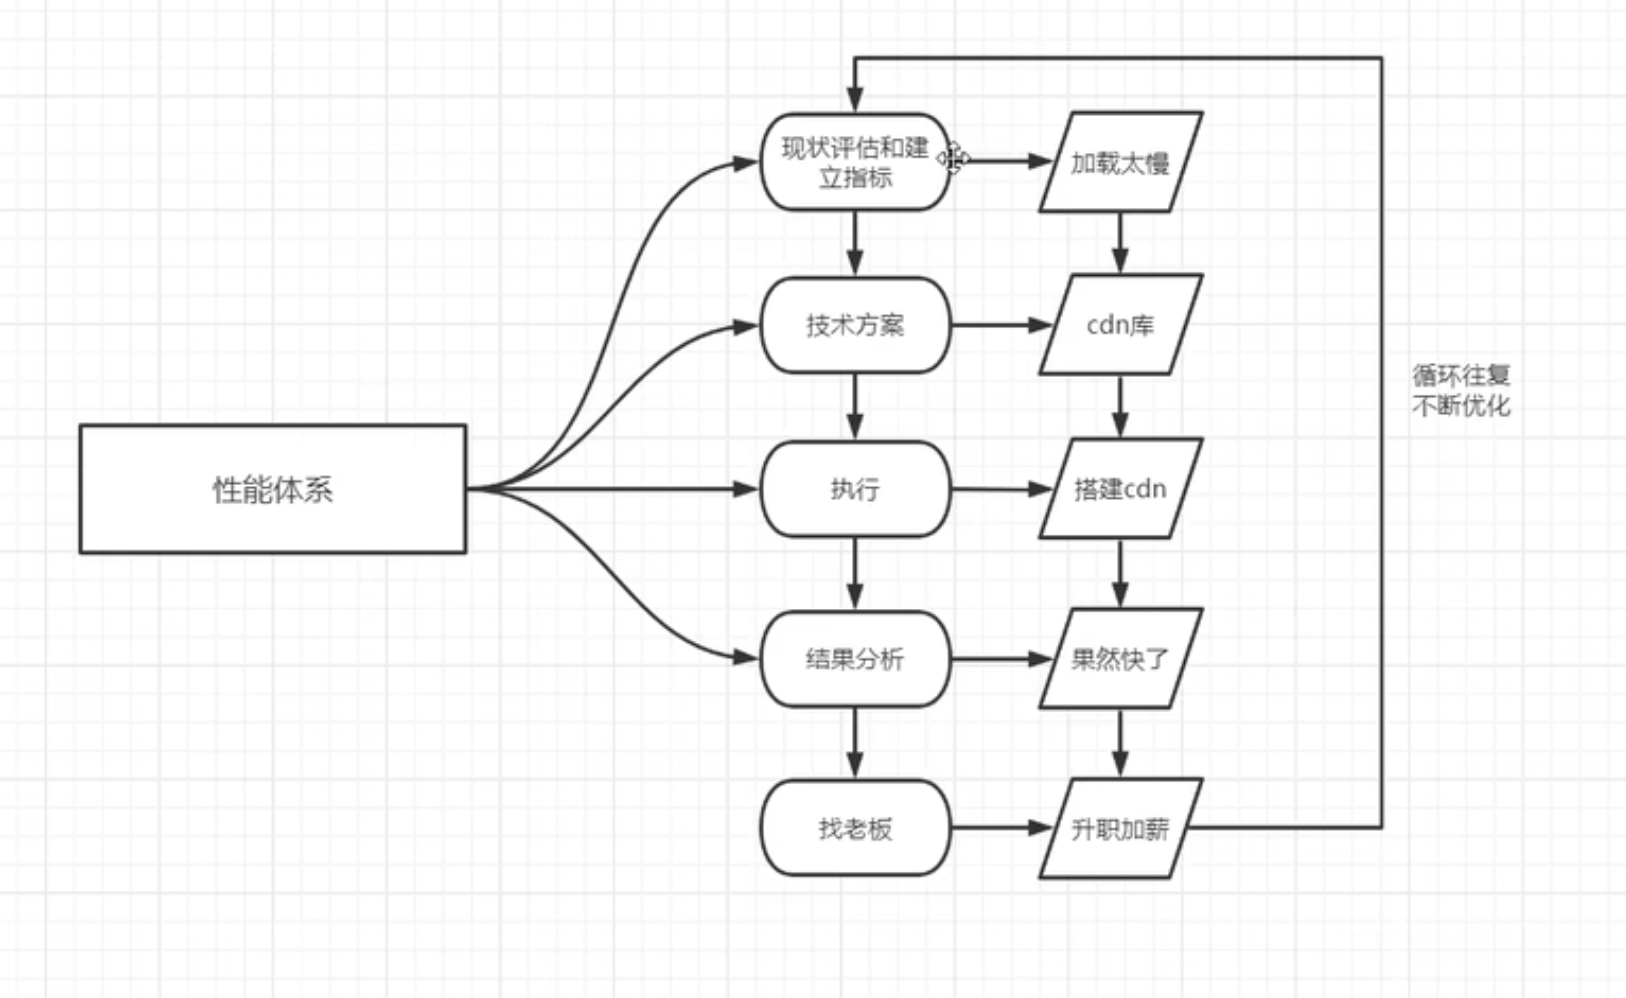 现状评估和建
立指标
加载太慢
技术方案
cdn库
循环往复
不断优化
性能体系
执行
搭建cdn
结果分析
果然快了
找老板
升职加薪